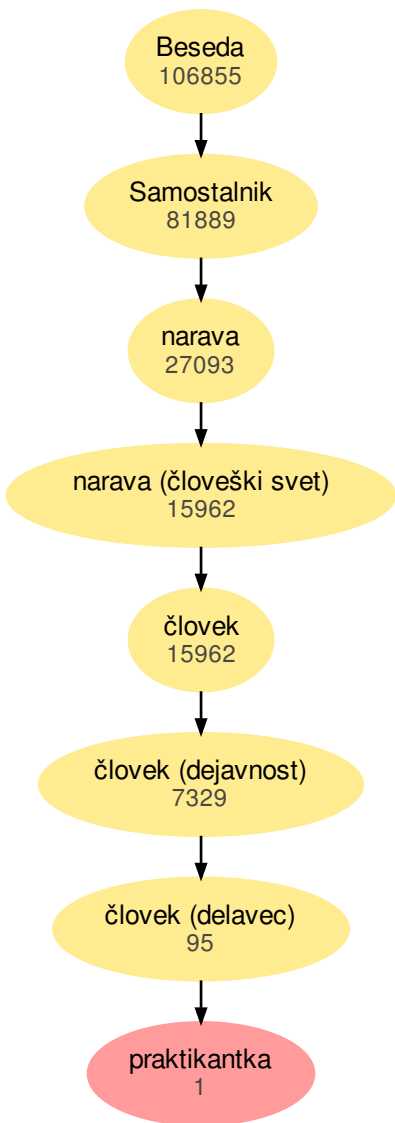 Beseda
106855
Samostalnik
81889
narava
27093
narava (človeški svet)
15962
človek
15962
človek (dejavnost)
7329
človek (delavec)
95
praktikantka
1